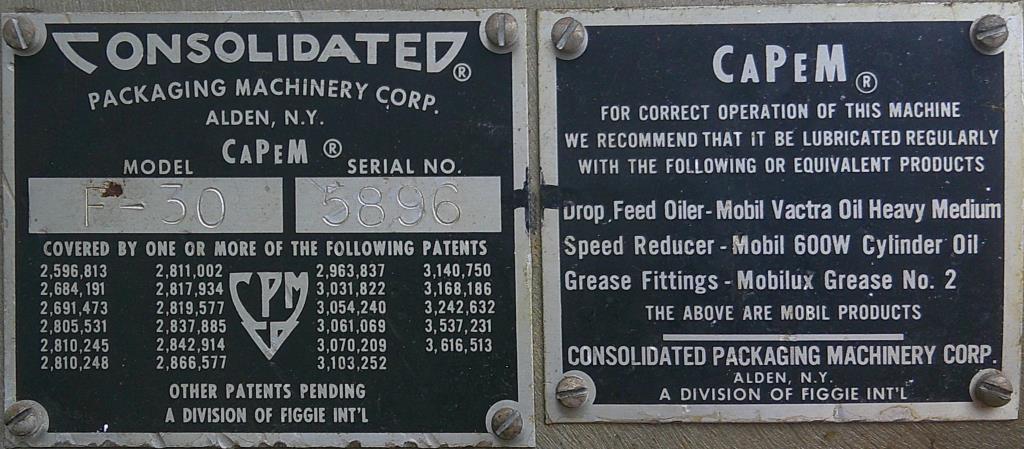 CONSOLIDATED®
PACKAGING MACHINERY CORP.
ALDEN, N.Y.
CAPEM ®
MODEL SERIAL NO.
F-30 5896
COVERED BY ONE OR MORE OF THE FOLLOWING PATENTS
2,596,813 2,811,002 2,963,837 3,140,750
2,684,191 2,817,934 3,031,822 3,168,186
2,691,473 2,819,577 3,054,240 3,242,632
2,805,531 2,837,885 3,061,069 3,537,231
2,810,245 2,842,914 3,070,209 3,616,513
2,810,248 2,866,577 3,103,252
CPM
CO
OTHER PATENTS PENDING
A DIVISION OF FIGGIE INT'L
CAPEM ®
FOR CORRECT OPERATION OF THIS MACHINE
WE RECOMMEND THAT IT BE LUBRICATED REGULARLY
WITH THE FOLLOWING OR EQUIVALENT PRODUCTS
Drop Feed Oiler-Mobil Vactra Oil Heavy Medium
Speed Reducer - Mobil 600W Cylinder Oil
Grease Fittings - Mobilux Grease No. 2
THE ABOVE ARE MOBIL PRODUCTS
CONSOLIDATED PACKAGING MACHINERY CORP.
ALDEN, N.Y.
A DIVISION OF FIGGIE INT'L